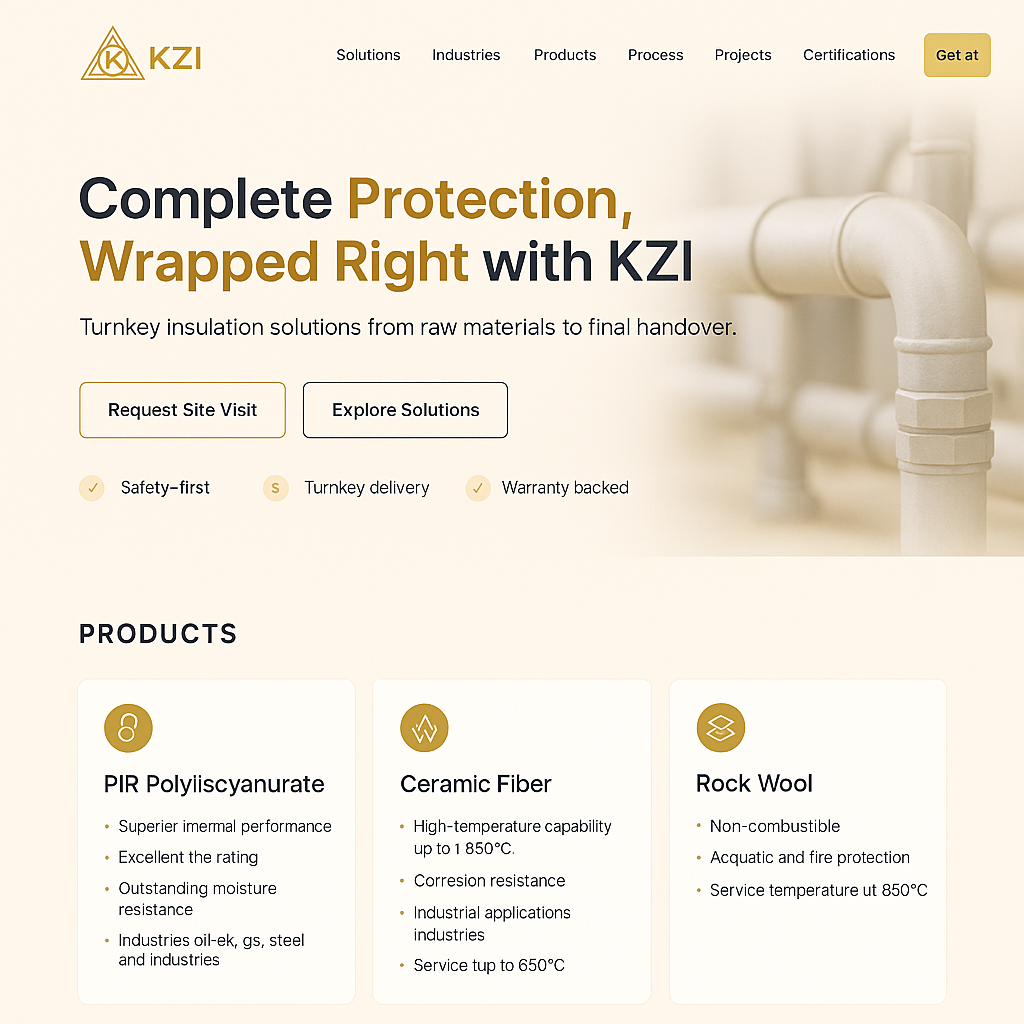 K KZI
Solutions Industries Products Process Projects Certifications Get at
Complete Protection,
Wrapped Right with KZI
Turnkey insulation solutions from raw materials to final handover.
Request Site Visit Explore Solutions
✓ Safety–first S Turnkey delivery ✓ Warranty backed
PRODUCTS
PIR Polyiiscyanurate
• Superier imermal performance
• Excellent the rating
• Outstanding moisture
resistance
• Industries oil-ek, gs, steel
and industries
Ceramic Fiber
• High-temperature capability
up to 1 850°C.
• Corresion resistance
• Industrial applications
industries
• Service tup to 650°C
Rock Wool
• Non-combustible
• Acquatic and fire protection
• Service temperature ut 850°C